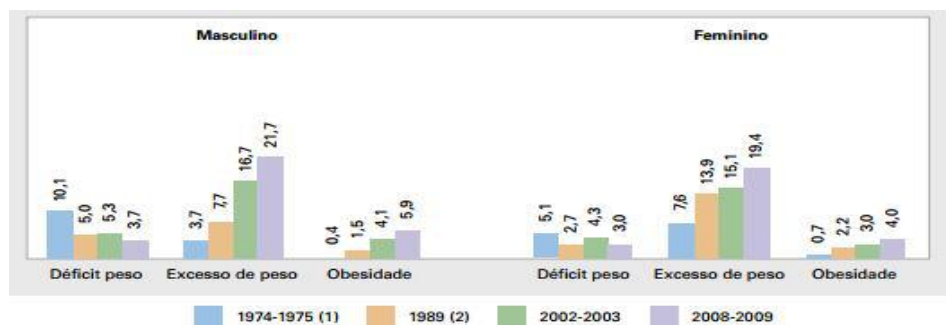 Masculino
10,1 5,0 5,3 3,7
3,7 7,7 16,7 21,7
0,4 1,5 4,1 5,9
Déficit peso Excesso de peso Obesidade
Feminino
5,1 2,7 4,3 3,0
7,6 13,9 15,1 19,4
0,7 2,2 3,0 4,0
Déficit peso Excesso de peso Obesidade
1974-1975 (1) 1989 (2) 2002-2003 2008-2009